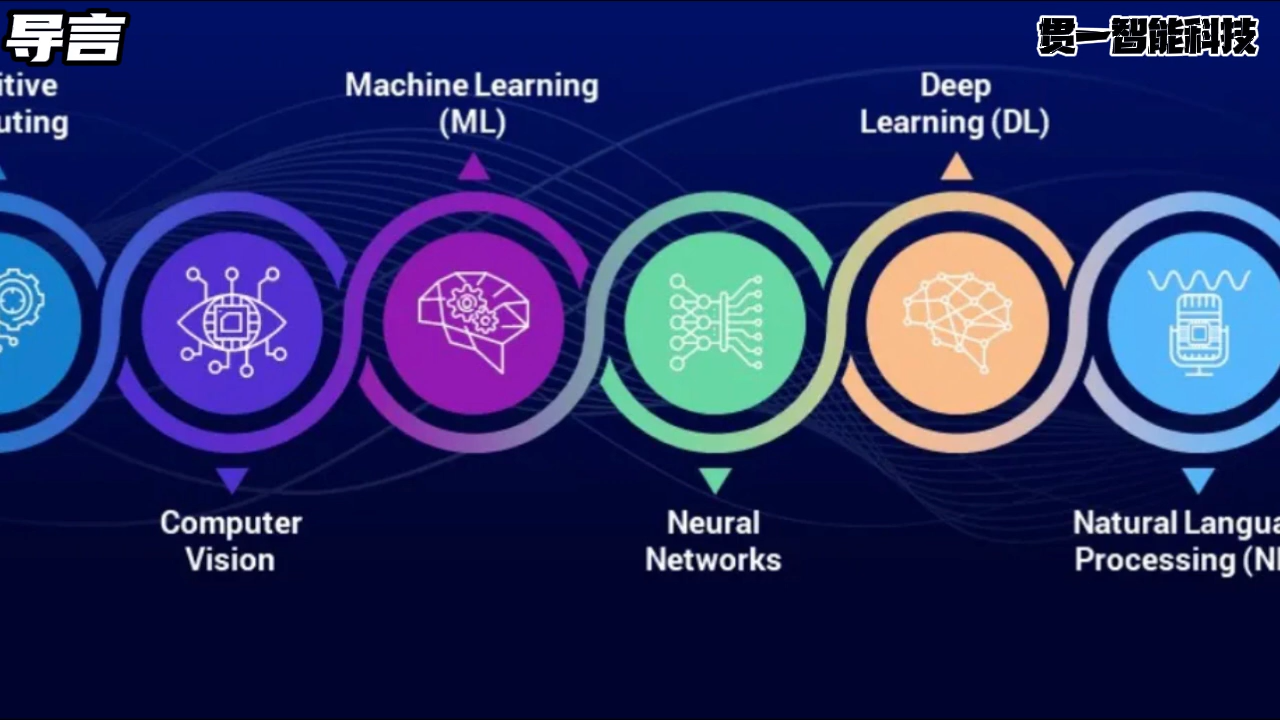 导言
贯一智能科技
itive
uting
Machine Learning
(ML)
Deep
Learning (DL)
Computer
Vision
Neural
Networks
Natural Langua
Processing (N